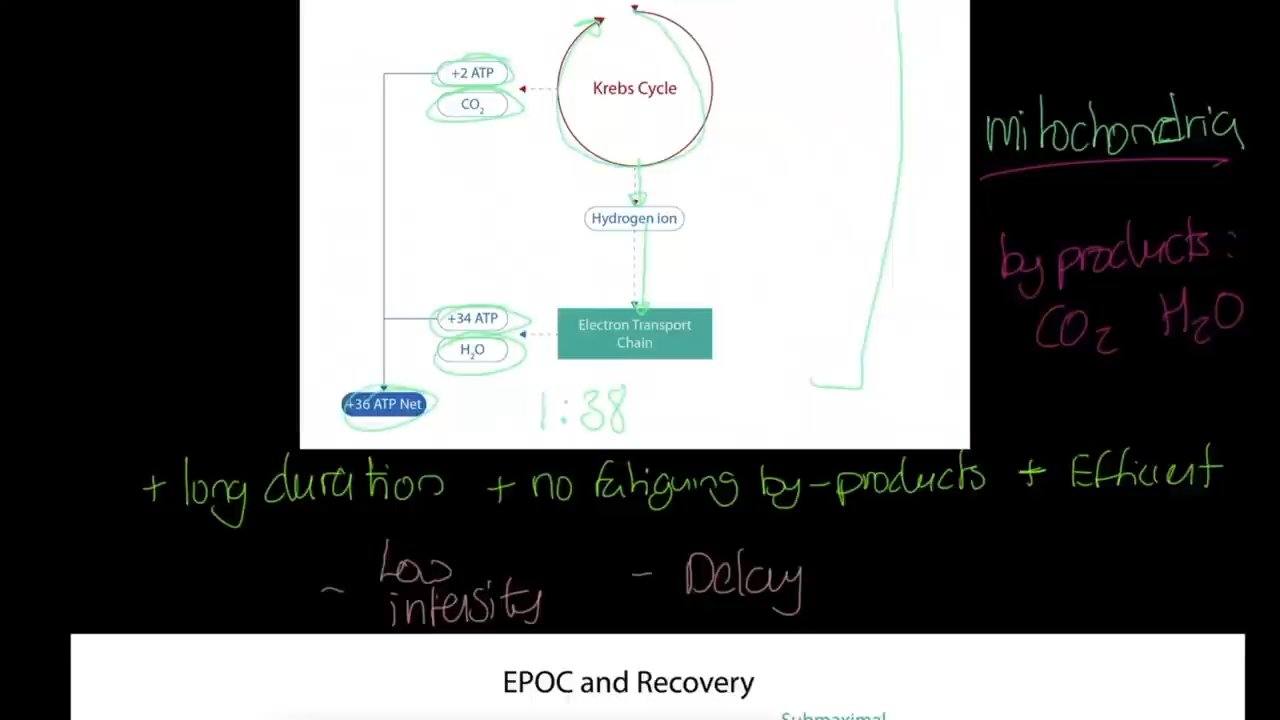 +2 ATP
CO2
Krebs Cycle
mitochondria
Hydrogen ion
by products:
CO2 H2O
+34 ATP
H2O
Electron Transport
Chain
+36 ATP Net
1:38
+ long duration + no fatiguing by-products + Efficient
- Low
intensity
- Delay
EPOC and Recovery
Submaximal